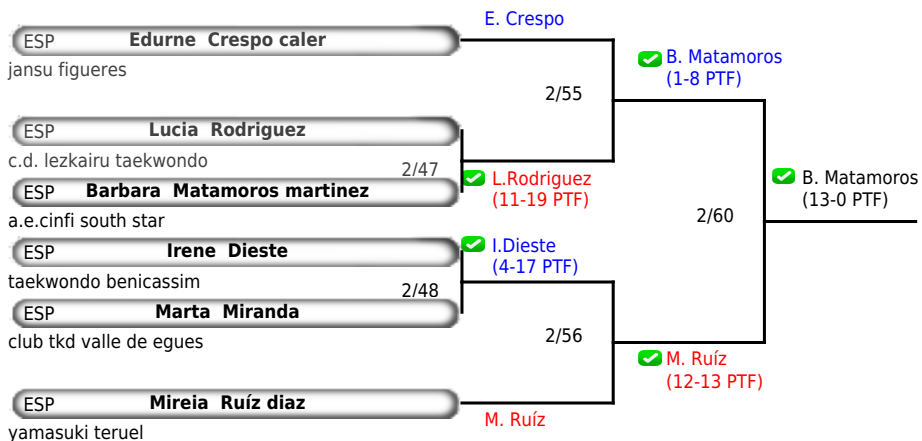 E. Crespo
ESP Edurne Crespo caler
jansu figueres
B. Matamoros
(1-8 PTF)
2/55
ESP Lucia Rodriguez
c.d. lezkairu taekwondo
2/47
L.Rodriguez
(11-19 PTF)
ESP Barbara Matamoros martinez
a.e.cinfi south star
B. Matamoros
(13-0 PTF)
2/60
ESP Irene Dieste
taekwondo benicassim
I.Dieste
(4-17 PTF)
2/48
ESP Marta Miranda
club tkd valle de egues
2/56
M. Ruíz
(12-13 PTF)
ESP Mireia Ruíz diaz
yamasuki teruel
M. Ruíz